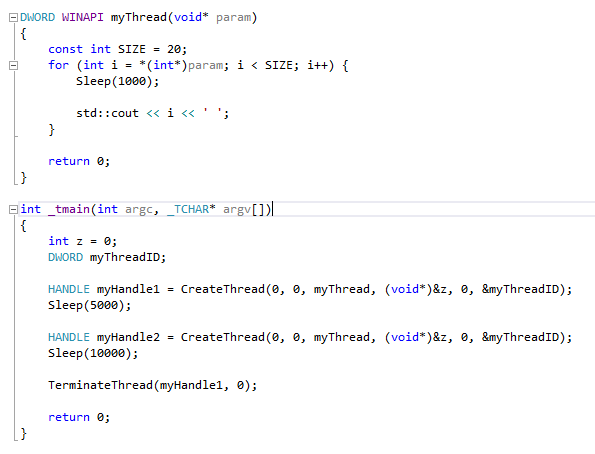 DWORD WINAPI myThread(void* param)
{
    const int SIZE = 20;
    for (int i = *(int*)param; i < SIZE; i++) {
        Sleep(1000);

        std::cout << i << ' ';
    }

    return 0;
}

int _tmain(int argc, _TCHAR* argv[])
{
    int z = 0;
    DWORD myThreadID;

    HANDLE myHandle1 = CreateThread(0, 0, myThread, (void*)&z, 0, &myThreadID);
    Sleep(5000);

    HANDLE myHandle2 = CreateThread(0, 0, myThread, (void*)&z, 0, &myThreadID);
    Sleep(10000);

    TerminateThread(myHandle1, 0);

    return 0;
}